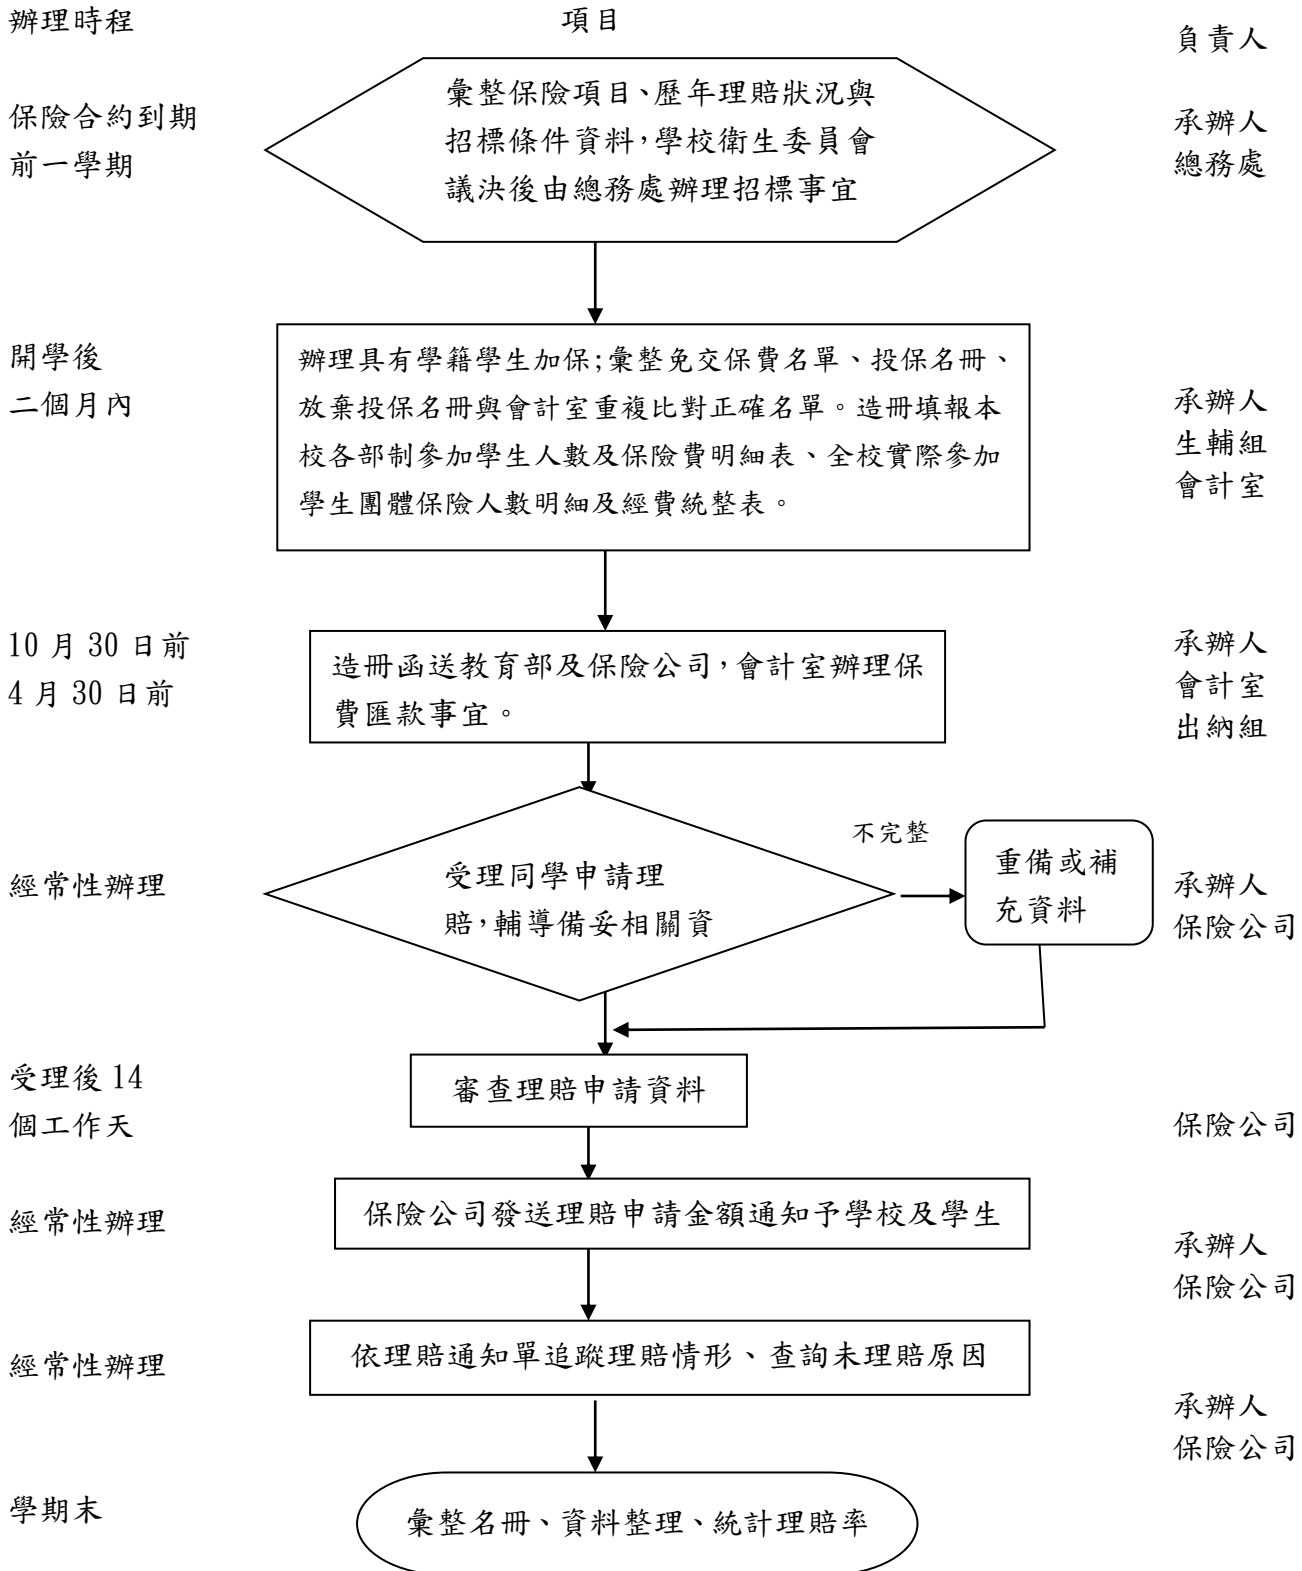 辦理時程
項目
負責人
保險合約到期
前一學期
彙整保險項目、歷年理賠狀況與
招標條件資料,學校衛生委員會
議決後由總務處辦理招標事宜
承辦人
總務處
開學後
二個月內
辦理具有學籍學生加保;彙整免交保費名單、投保名冊、
放棄投保名冊與會計室重複比對正確名單。造冊填報本
校各部制參加學生人數及保險費明細表、全校實際參加
學生團體保險人數明細及經費統整表。
承辦人
生輔組
會計室
10 月 30 日前
4 月 30 日前
造冊函送教育部及保險公司,會計室辦理保
費匯款事宜。
承辦人
會計室
出納組
經常性辦理
受理同學申請理
賠,輔導備妥相關資
不完整
重備或補
充資料
承辦人
保險公司
受理後 14
個工作天
審查理賠申請資料
保險公司
經常性辦理
保險公司發送理賠申請金額通知予學校及學生
承辦人
保險公司
經常性辦理
依理賠通知單追蹤理賠情形、查詢未理賠原因
承辦人
保險公司
學期末
彙整名冊、資料整理、統計理賠率